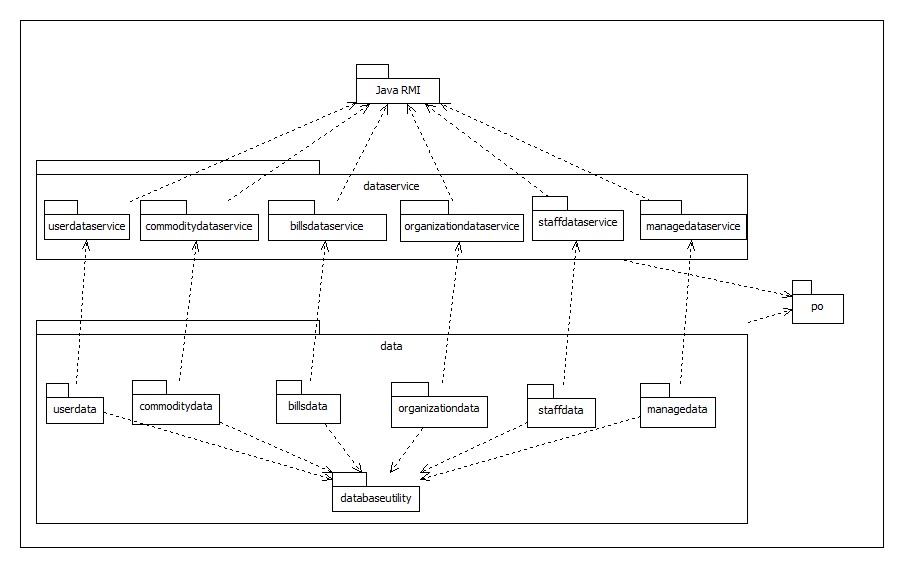 Java RMI
dataservice
userdataservice
commoditydataservice
billsdataservice
organizationdataservice
staffdataservice
managedataservice
po
data
userdata
commoditydata
billsdata
organizationdata
staffdata
managedata
databaseutility